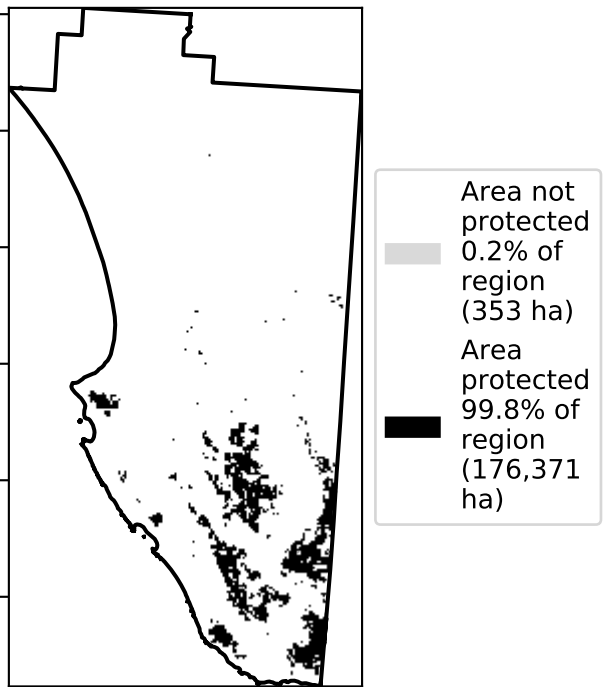 Area not
protected
0.2% of
region
(353 ha)
Area
protected
99.8% of
region
(176,371
ha)